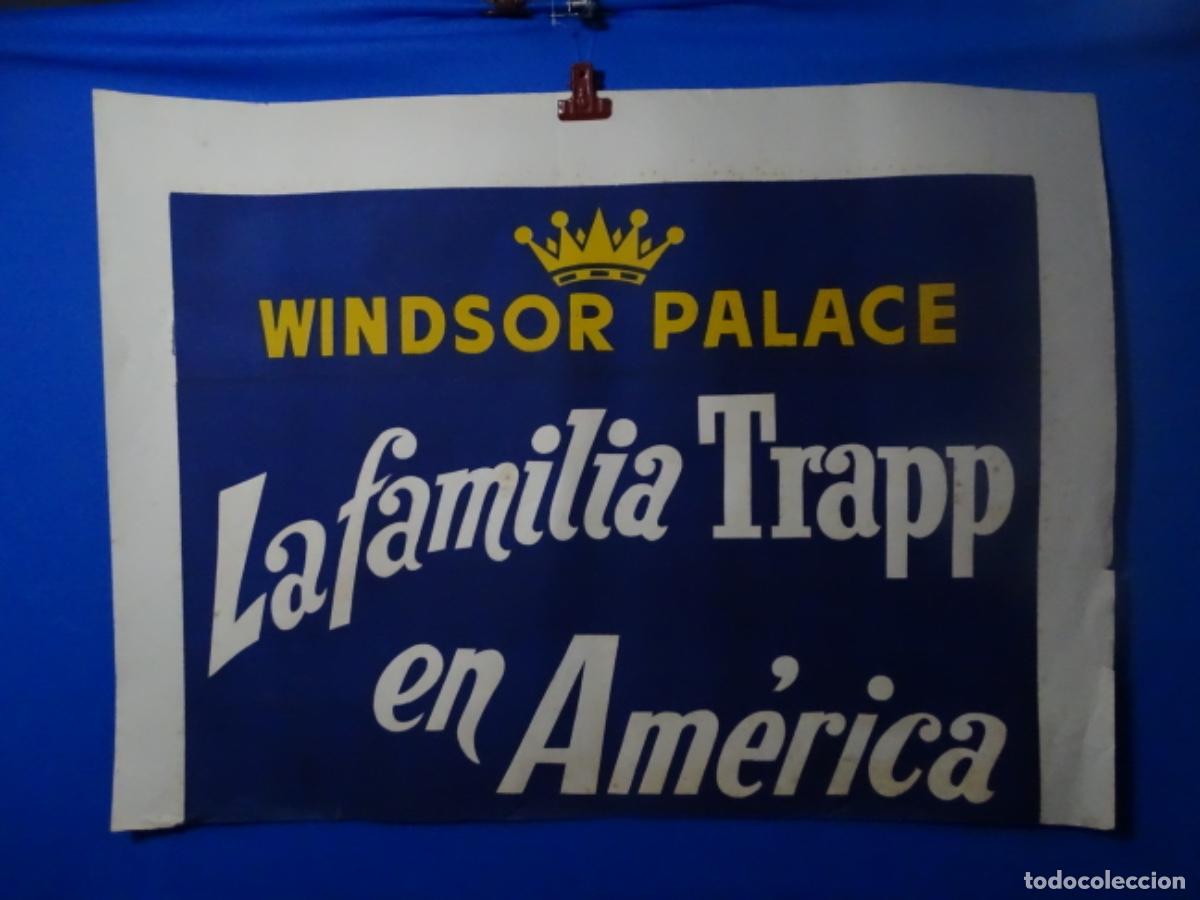 WINDSOR PALACE
La familia Trapp
en América
todocoleccion